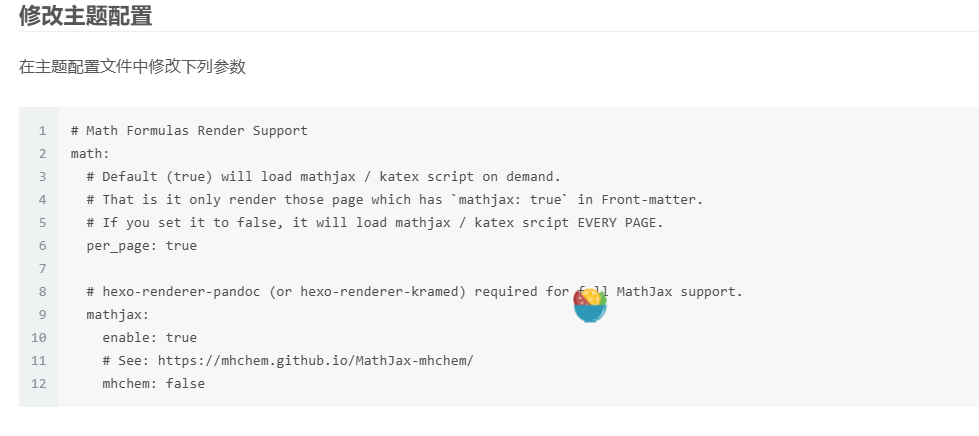 修改主题配置
在主题配置文件中修改下列参数
1 # Math Formulas Render Support
2 math:
3 # Default (true) will load mathjax / katex script on demand.
4 # That is it only render those page which has `mathjax: true` in Front-matter.
5 # If you set it to false, it will load mathjax / katex srcipt EVERY PAGE.
6 per_page: true
7
8 # hexo-renderer-pandoc (or hexo-renderer-kramed) required for full MathJax support.
9 mathjax:
10 enable: true
11 # See: https://mhchem.github.io/MathJax-mhchem/
12 mhchem: false